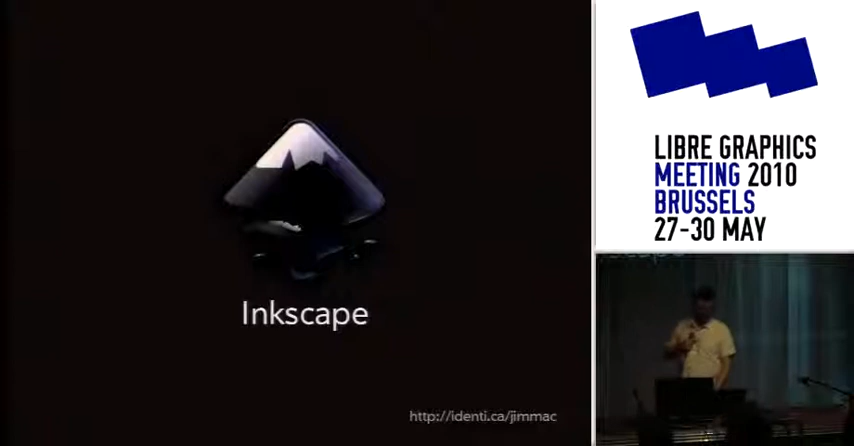 Inkscape
http://identi.ca/jimmac
LIBRE GRAPHICS
MEETING 2010
BRUSSELS
27-30 MAY